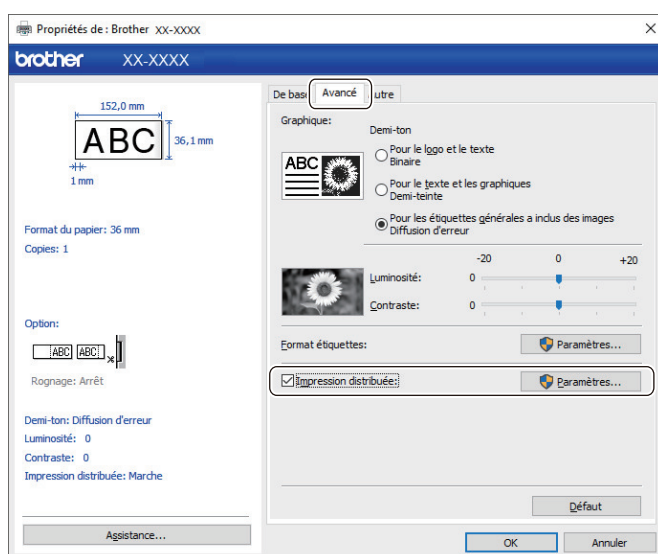 Propriétés de : Brother XX-XXXX
brother XX-XXXX
152,0 mm
ABC
36,1 mm
1 mm
Format du papier: 36 mm
Copies: 1
Option:
ABC ABC
Rognage: Arrêt
Demi-ton: Diffusion d'erreur
Luminosité: 0
Contraste: 0
Impression distribuée: Marche
Assistance...
De base Avancé utre
Graphique:
ABC
Demi-ton
Pour le logo et le texte
Binaire
Pour le texte et les graphiques
Demi-teinte
Pour les étiquettes générales a inclus des images
Diffusion d'erreur
-20 0 +20
Luminosité: 0
Contraste: 0
Format étiquettes: Paramètres...
Impression distribuée: Paramètres...
Défaut
OK Annuler